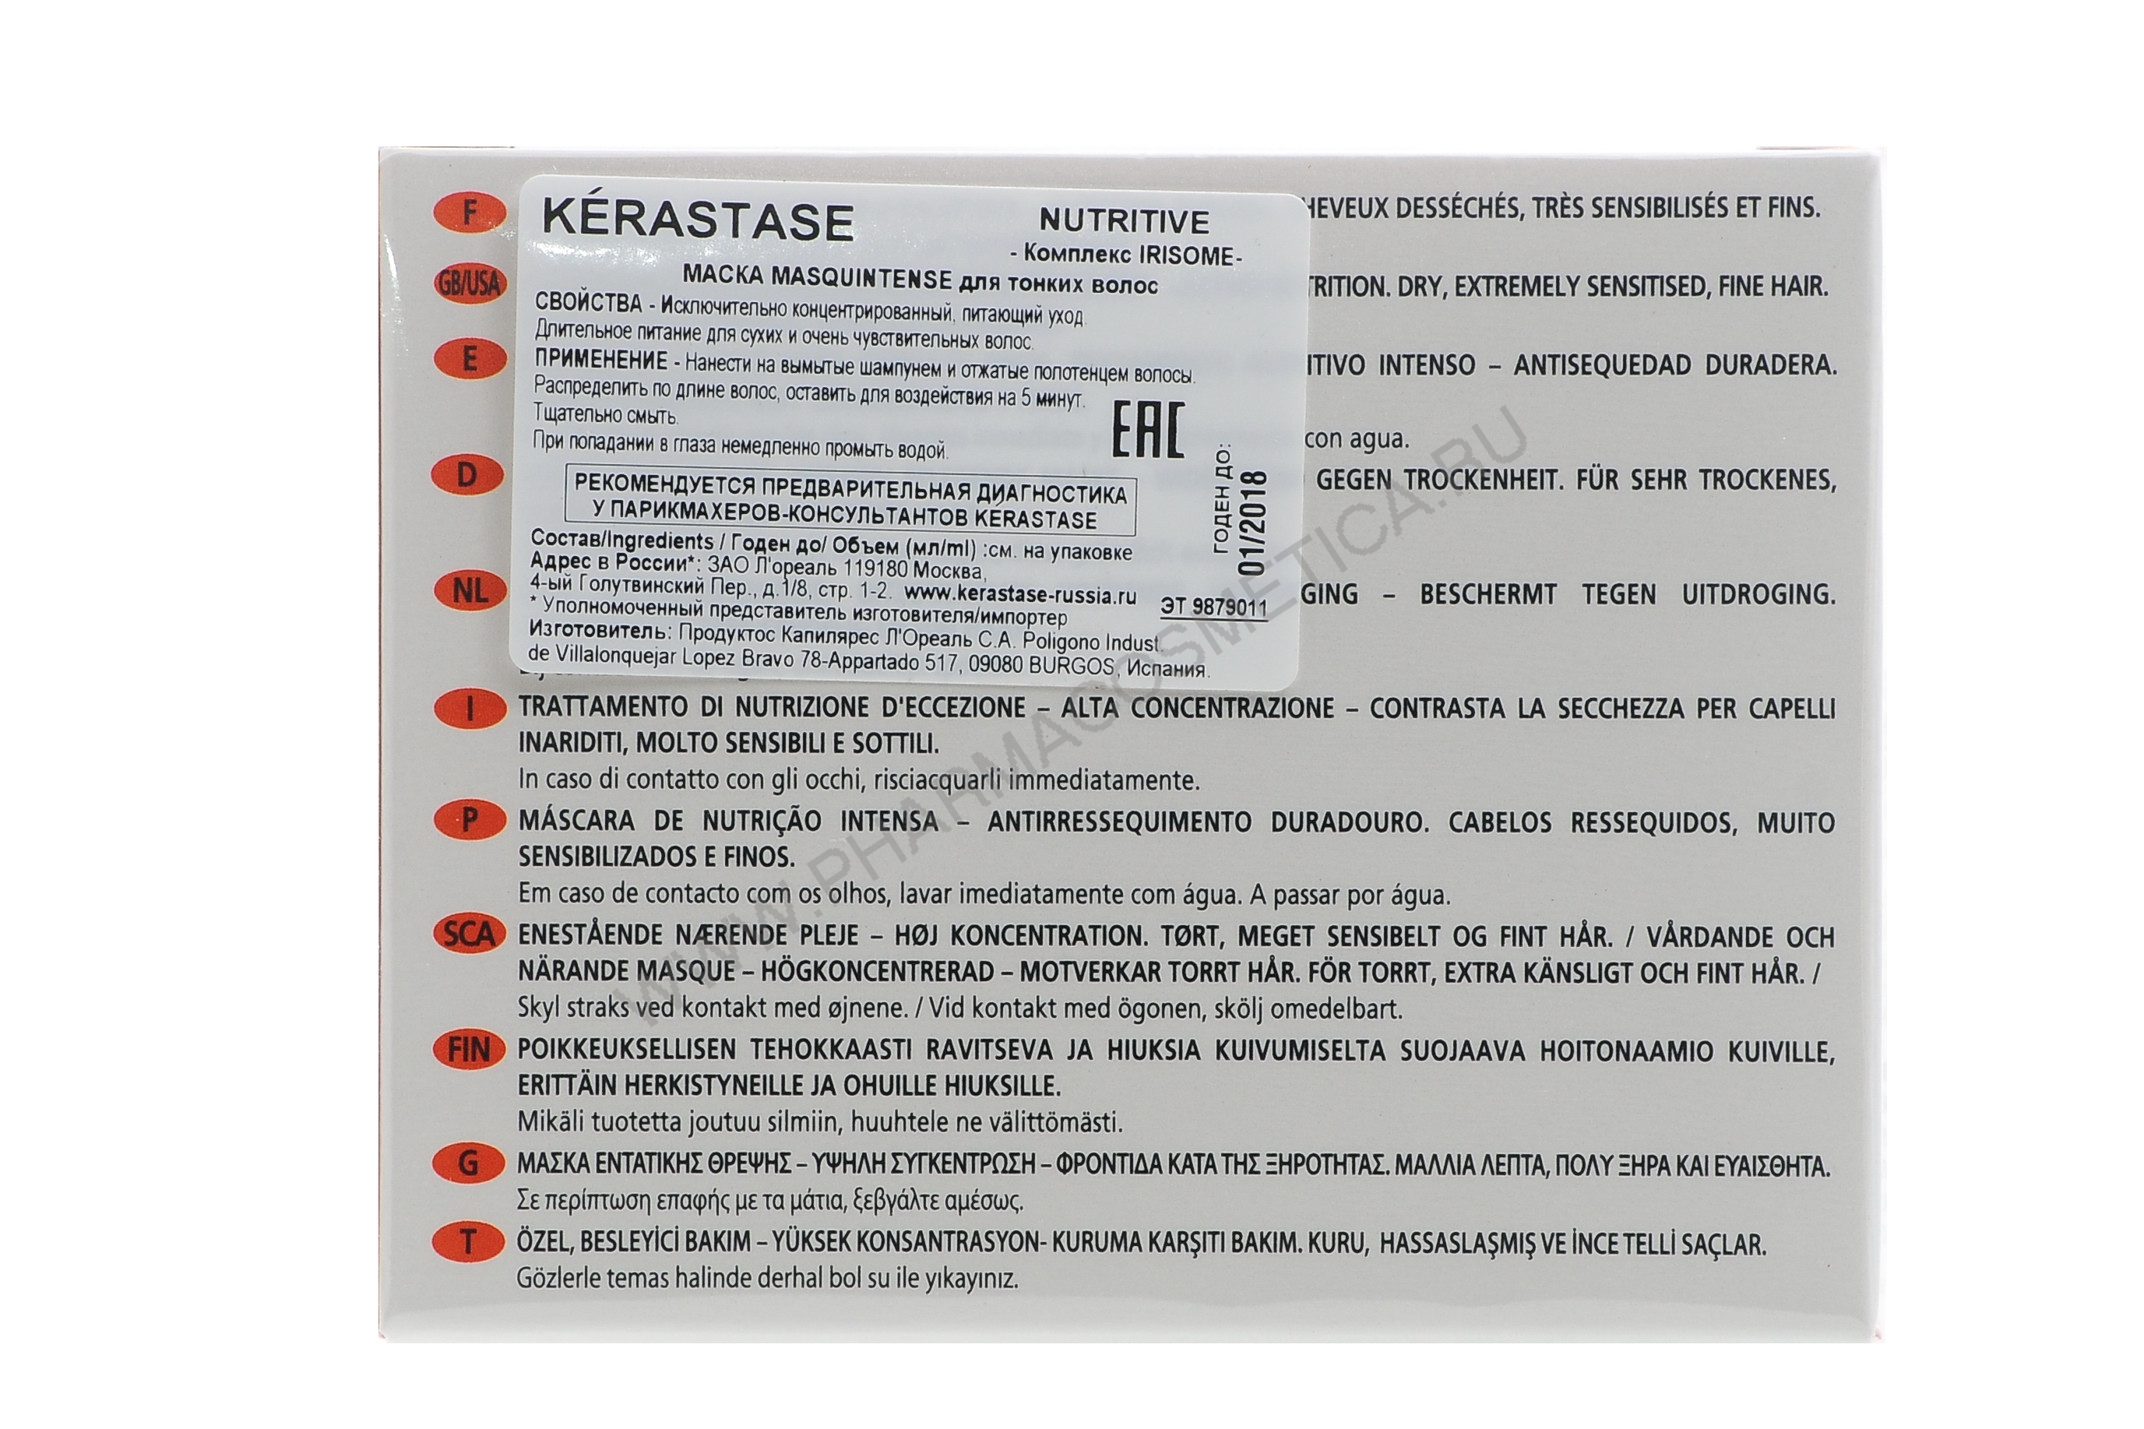 F
HEVEUX DESSÉCHÉS, TRÈS SENSIBILISÉS ET FINS.
GB/USA
TRITION. DRY, EXTREMELY SENSITISED, FINE HAIR.
E
ITIVO INTENSO – ANTISEQUEDAD DURADERA.
con agua.
D
GEGEN TROCKENHEIT. FÜR SEHR TROCKENES,
NL
GING – BESCHERMT TEGEN UITDROGING.
KÉRASTASE
NUTRITIVE
- Комплекс IRISOME-
МАСКА MASQUINTENSE для тонких волос
СВОЙСТВА - Исключительно концентрированный, питающий уход.
Длительное питание для сухих и очень чувствительных волос.
ПРИМЕНЕНИЕ - Нанести на вымытые шампунем и отжатые полотенцем волосы.
Распределить по длине волос, оставить для воздействия на 5 минут.
Тщательно смыть.
При попадании в глаза немедленно промыть водой.
EAC
ГОДЕН ДО:
01/2018
РЕКОМЕНДУЕТСЯ ПРЕДВАРИТЕЛЬНАЯ ДИАГНОСТИКА
У ПАРИКМАХЕРОВ-КОНСУЛЬТАНТОВ KÉRASTASE
Состав/Ingredients / Годен до/ Объем (мл/ml) :см. на упаковке
Адрес в России*: ЗАО Л'ореаль 119180 Москва,
4-ый Голутвинский Пер., д.1/8, стр. 1-2. www.kerastase-russia.ru
* Уполномоченный представитель изготовителя/импортер
ЭТ 9879011
Изготовитель: Продуктос Капилярес Л'Ореаль С.А. Poligono Indust.
de Villalonquejar Lopez Bravo 78-Appartado 517, 09080 BURGOS, Испания.
I TRATTAMENTO DI NUTRIZIONE D'ECCEZIONE – ALTA CONCENTRAZIONE – CONTRASTA LA SECCHEZZA PER CAPELLI
INARIDITI, MOLTO SENSIBILI E SOTTILI.
In caso di contatto con gli occhi, risciacquarli immediatamente.
P MÁSCARA DE NUTRIÇÃO INTENSA – ANTIRRESSEQUIMENTO DURADOURO. CABELOS RESSEQUIDOS, MUITO
SENSIBILIZADOS E FINOS.
Em caso de contacto com os olhos, lavar imediatamente com água. A passar por água.
SCA ENESTÅENDE NÆRENDE PLEJE – HØJ KONCENTRATION. TØRT, MEGET SENSIBELT OG FINT HÅR. / VÅRDANDE OCH
NÄRANDE MASQUE – HÖGKONCENTRERAD – MOTVERKAR TORRT HÅR. FÖR TORRT, EXTRA KÄNSLIGT OCH FINT HÅR. /
Skyl straks ved kontakt med øjnene. / Vid kontakt med ögonen, skölj omedelbart.
FIN POIKKEUKSELLISEN TEHOKKAASTI RAVITSEVA JA HIUKSIA KUIVUMISELTA SUOJAAVA HOITONAAMIO KUIVILLE,
ERITTÄIN HERKISTYNEILLE JA OHUILLE HIUKSILLE.
Mikäli tuotetta joutuu silmiin, huuhtele ne välittömästi.
G ΜΑΣΚΑ ΕΝΤΑΤΙΚΗΣ ΘΡΕΨΗΣ – ΥΨΗΛΗ ΣΥΓΚΕΝΤΡΩΣΗ – ΦΡΟΝΤΙΔΑ ΚΑΤΑ ΤΗΣ ΞΗΡΟΤΗΤΑΣ. ΜΑΛΛΙΑ ΛΕΠΤΑ, ΠΟΛΥ ΞΗΡΑ ΚΑΙ ΕΥΑΙΣΘΗΤΑ.
Σε περίπτωση επαφής με τα μάτια, ξεβγάλτε αμέσως.
T ÖZEL, BESLEYİCİ BAKIM – YÜKSEK KONSANTRASYON- KURUMA KARŞITI BAKIM. KURU, HASSASLAŞMIŞ VE İNCE TELLİ SAÇLAR.
Gözlerle temas halinde derhal bol su ile yıkayınız.
WWW.PHARMACOSMETICA.RU